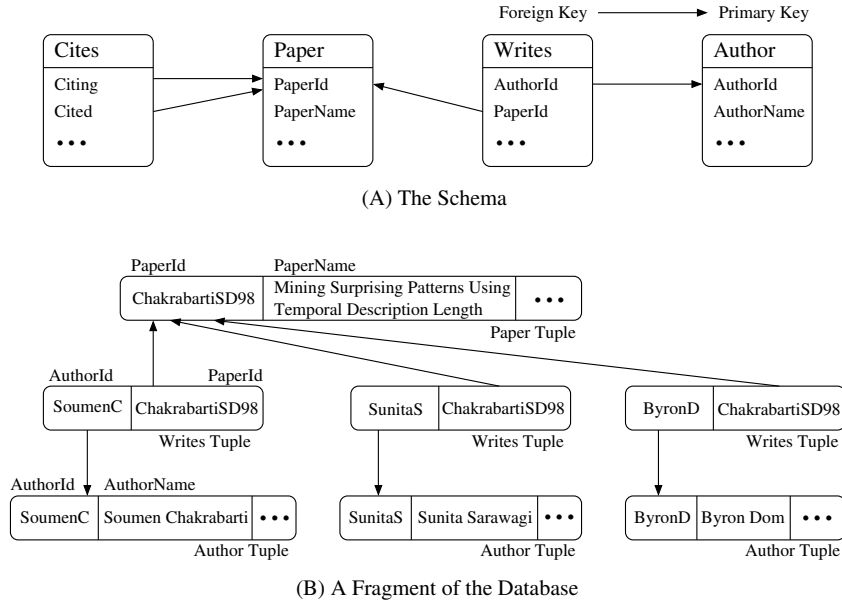 Foreign Key Primary Key
Cites Paper Writes Author
Citing PaperId AuthorId AuthorId
Cited PaperName PaperId AuthorName
••• ••• ••• •••
(A) The Schema
PaperId PaperName
ChakrabartiSD98 Mining Surprising Patterns Using
Temporal Description Length •••
Paper Tuple
AuthorId PaperId
SoumenC ChakrabartiSD98 SunitaS ChakrabartiSD98 ByronD ChakrabartiSD98
Writes Tuple Writes Tuple Writes Tuple
AuthorId AuthorName
SoumenC Soumen Chakrabarti ••• SunitaS Sunita Sarawagi ••• ByronD Byron Dom •••
Author Tuple Author Tuple Author Tuple
(B) A Fragment of the Database